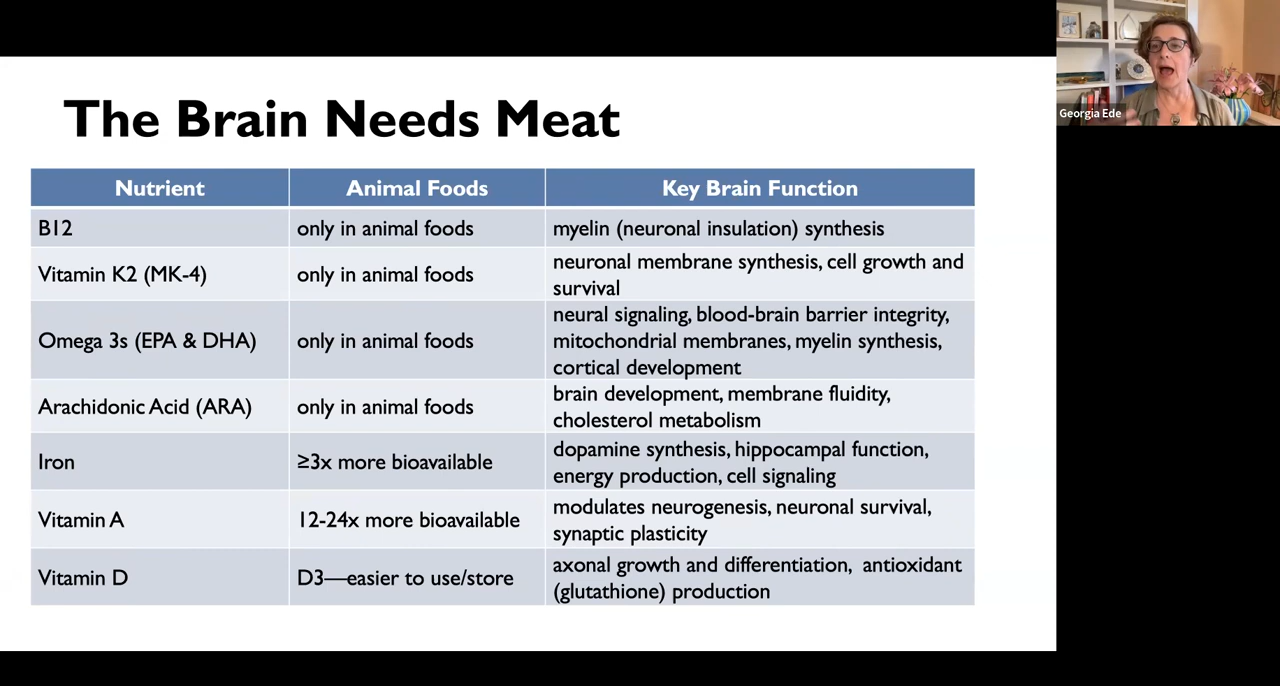 The Brain Needs Meat
Georgia Ede
Nutrient Animal Foods Key Brain Function
B12 only in animal foods myelin (neuronal insulation) synthesis
Vitamin K2 (MK-4) only in animal foods neuronal membrane synthesis, cell growth and
survival
Omega 3s (EPA & DHA) only in animal foods neural signaling, blood-brain barrier integrity,
mitochondrial membranes, myelin synthesis,
cortical development
Arachidonic Acid (ARA) only in animal foods brain development, membrane fluidity,
cholesterol metabolism
Iron ≥3x more bioavailable dopamine synthesis, hippocampal function,
energy production, cell signaling
Vitamin A 12-24x more bioavailable modulates neurogenesis, neuronal survival,
synaptic plasticity
Vitamin D D3—easier to use/store axonal growth and differentiation, antioxidant
(glutathione) production